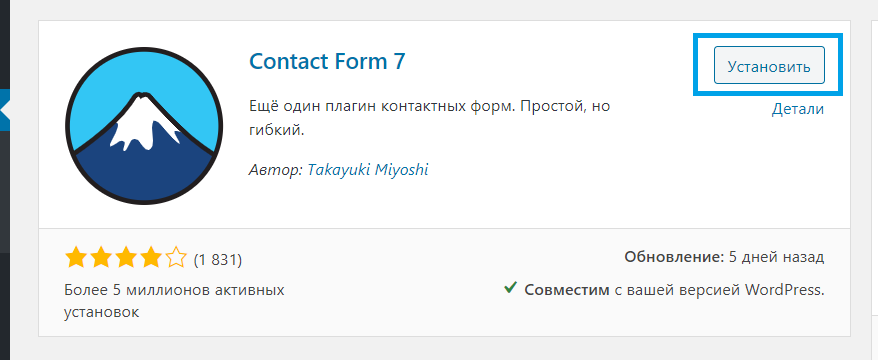 Contact Form 7
Установить
Ещё один плагин контактных форм. Простой, но
гибкий.
Детали
Автор: Takayuki Miyoshi
(1 831)
Более 5 миллионов активных
установок
Обновление: 5 дней назад
Совместим с вашей версией WordPress.